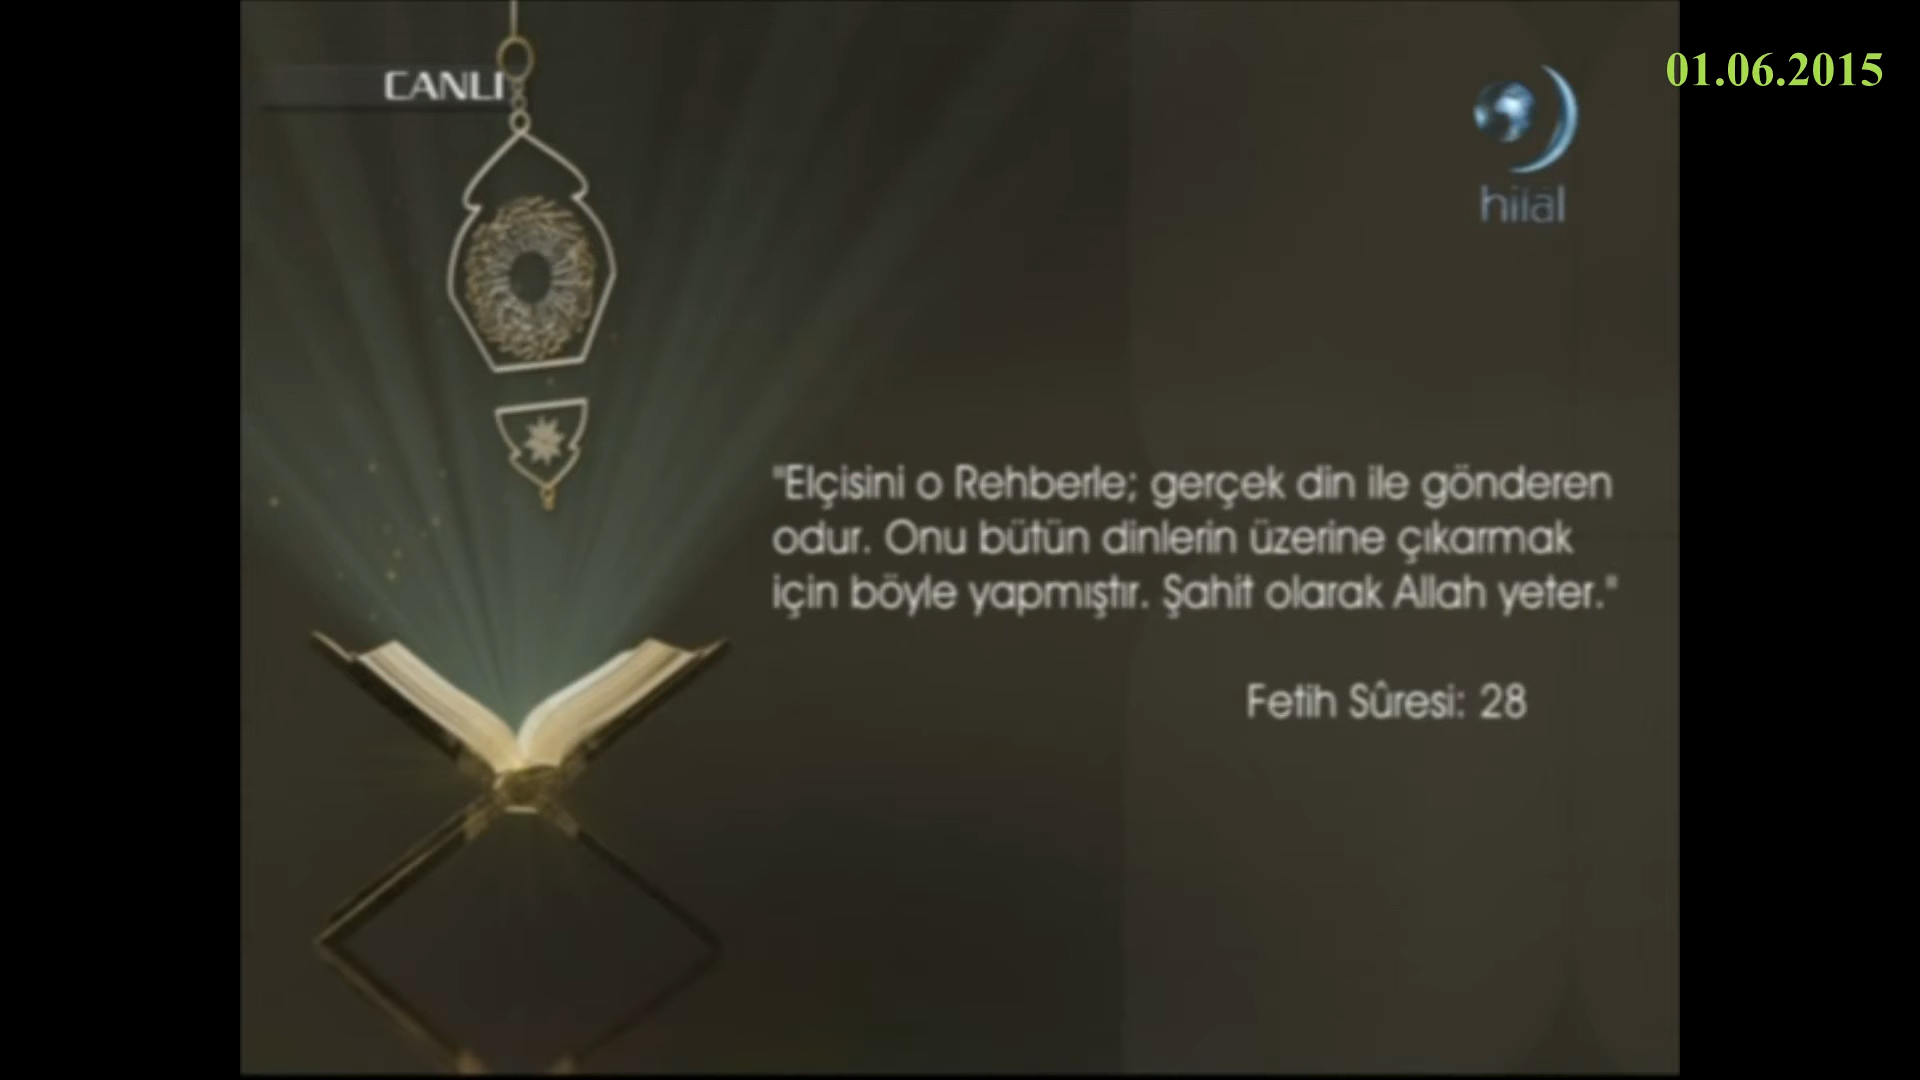 CANLI
01.06.2015
hilal
"Elçisini o Rehberle; gerçek din ile gönderen
odur. Onu bütün dinlerin üzerine çıkarmak
için böyle yapmıştır. Şahit olarak Allah yeter."
Fetih Sûresi: 28